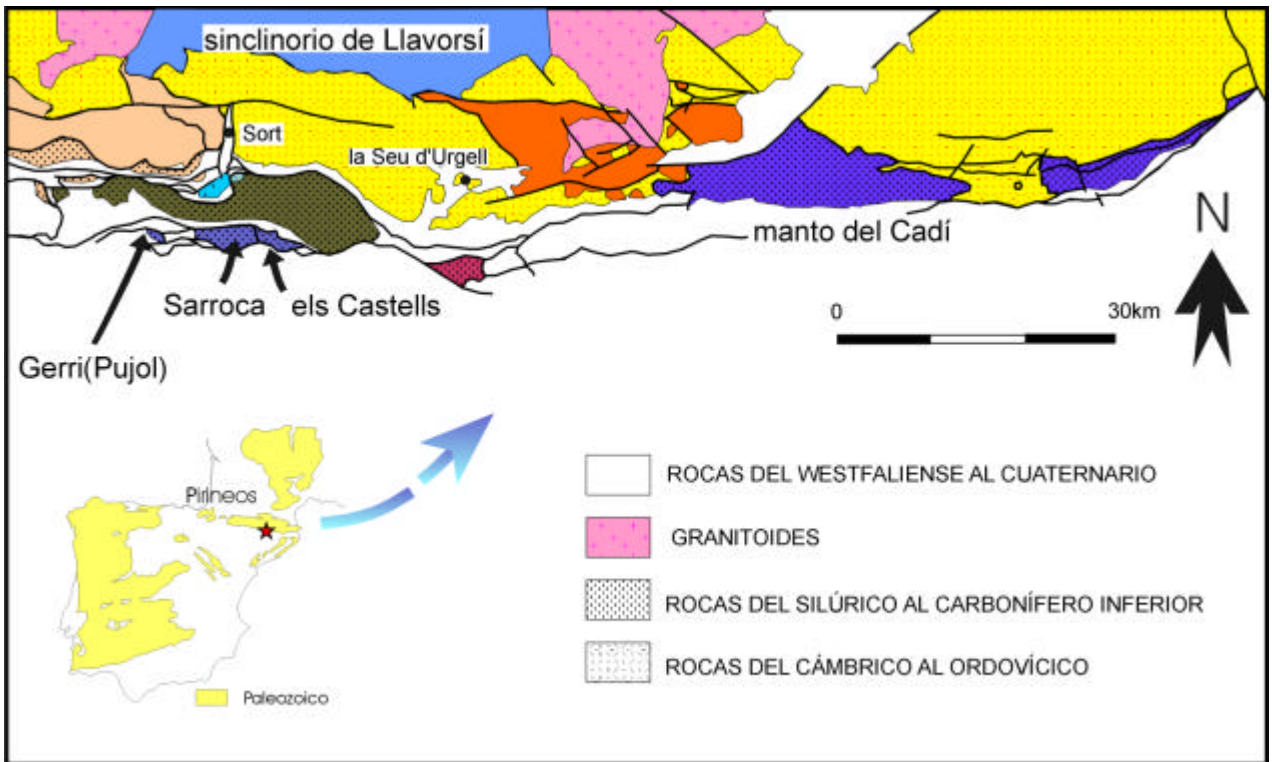 sinclinorio de Llavorsí
Sort
la Seu d'Urgell
manto del Cadí
N
Sarroca
els Castells
Gerri(Pujol)
0
30km
Pirineos
Paleozoico
ROCAS DEL WESTFALIENSE AL CUATERNARIO
GRANITOIDES
ROCAS DEL SILÚRICO AL CARBONÍFERO INFERIOR
ROCAS DEL CÁMBRICO AL ORDOVÍCICO